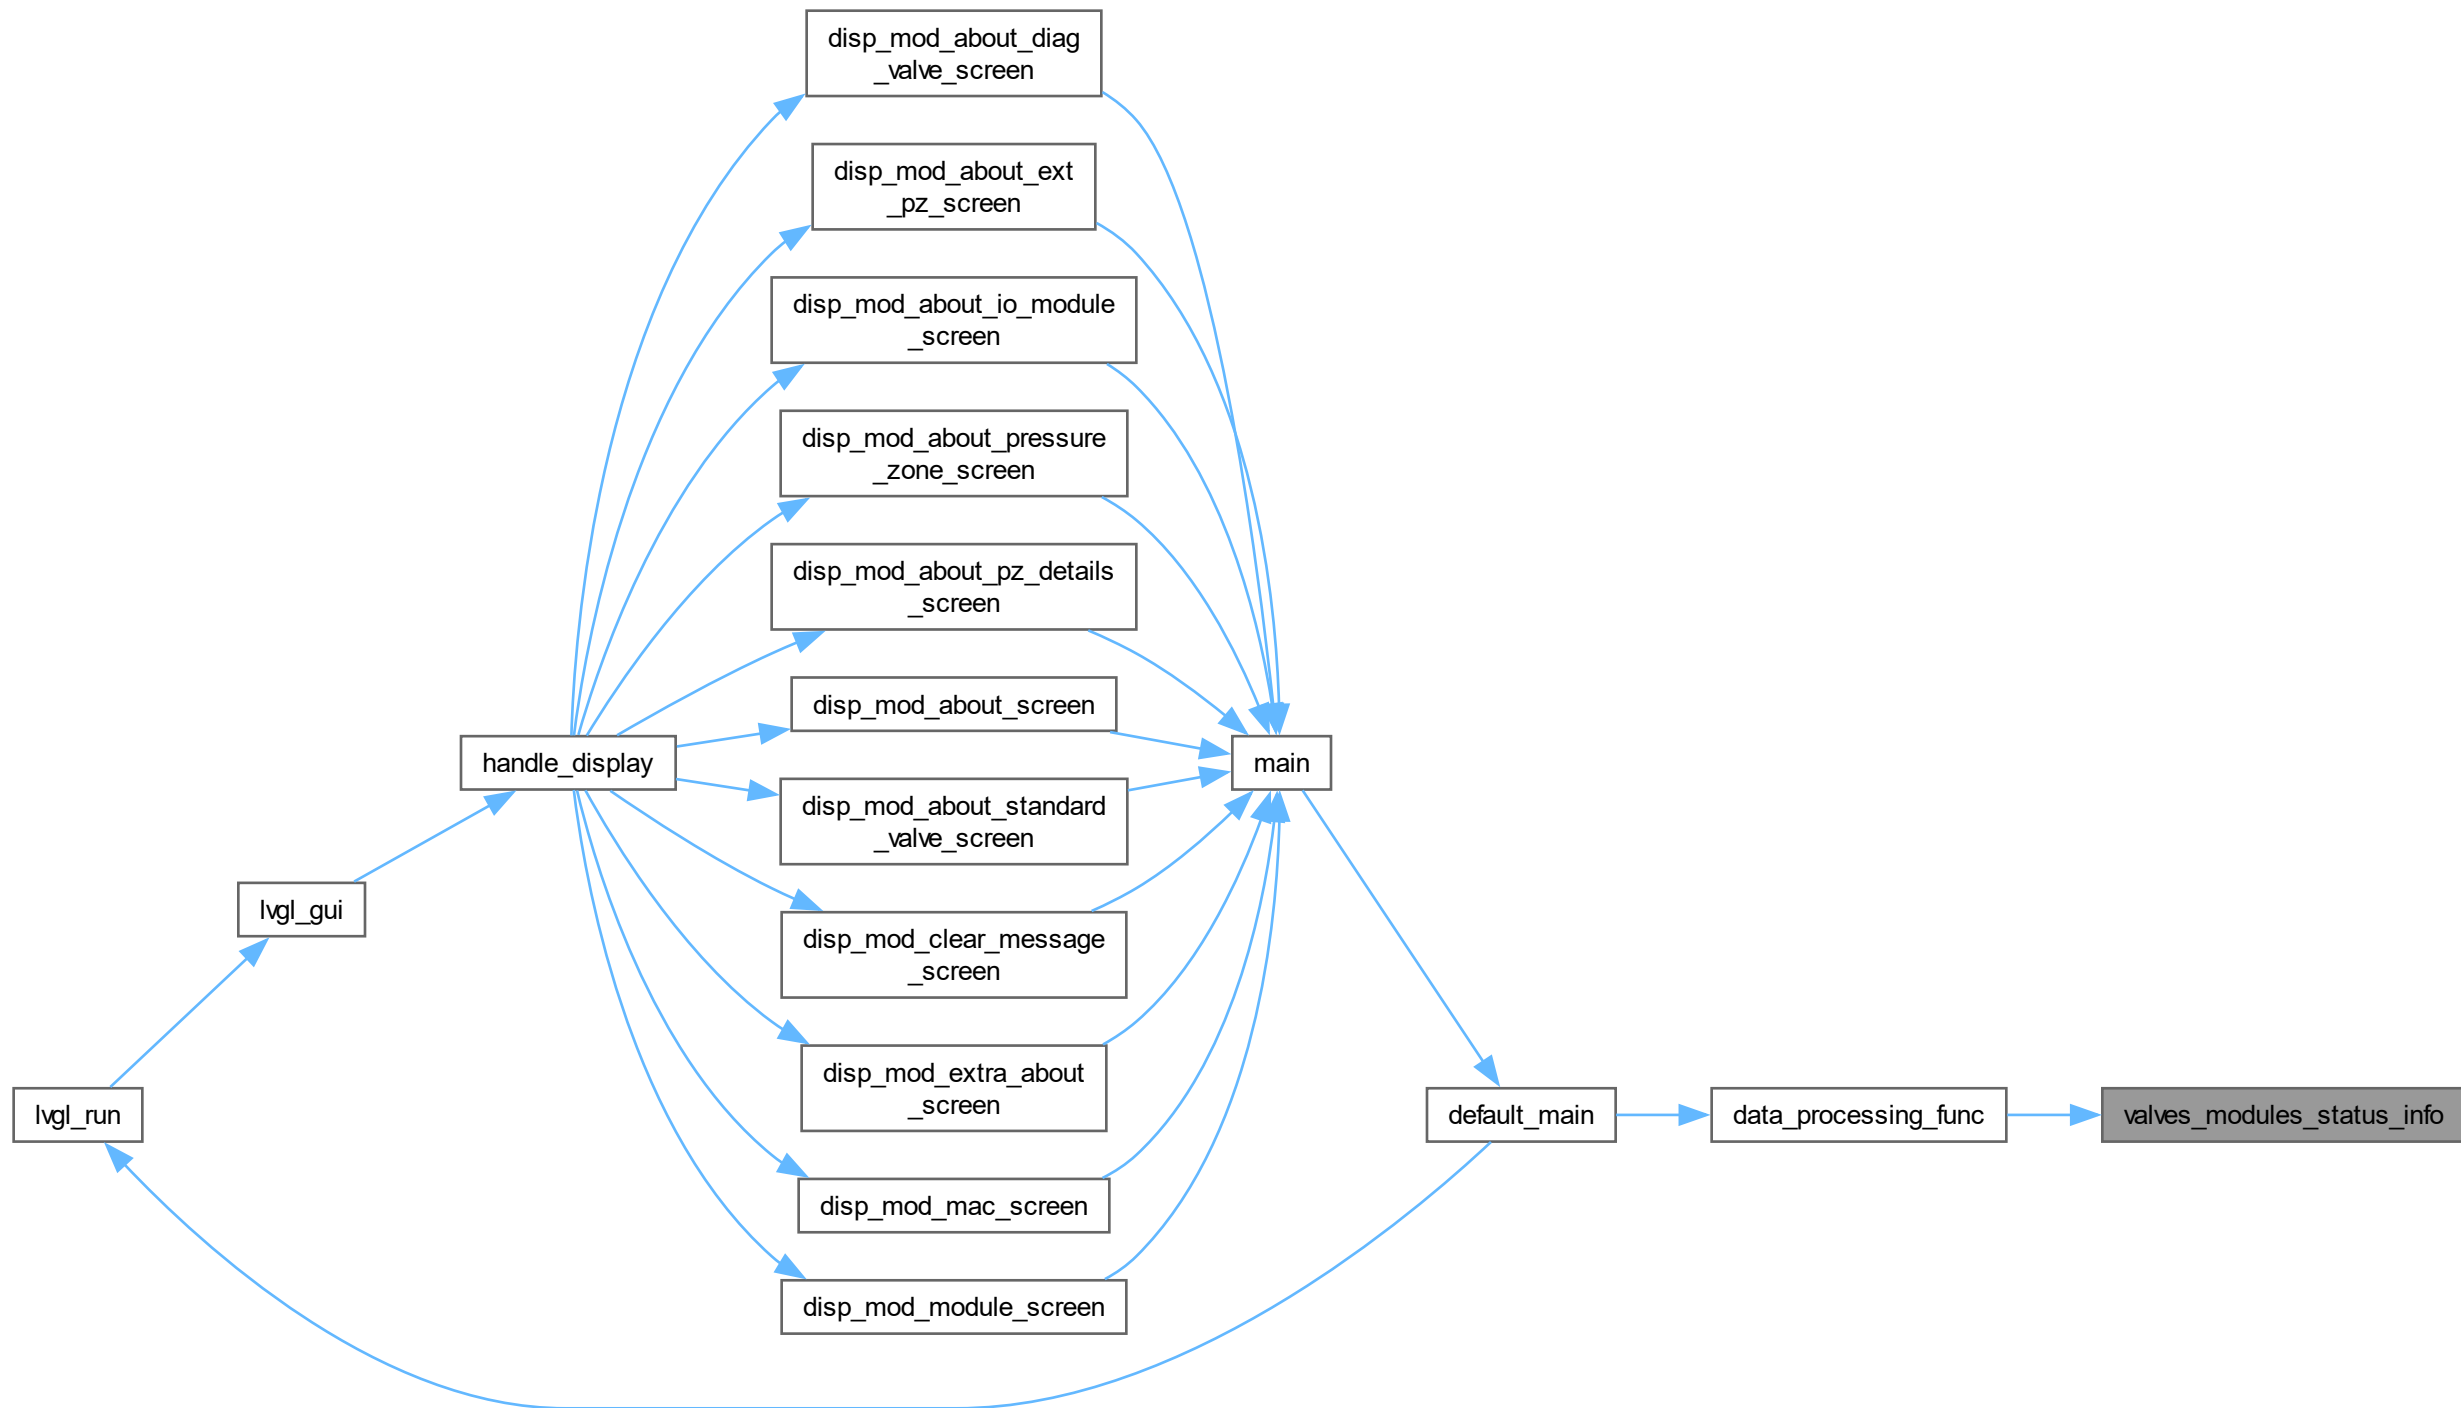 disp_mod_about_diag
_valve_screen
disp_mod_about_ext
_pz_screen
disp_mod_about_io_module
_screen
disp_mod_about_pressure
_zone_screen
disp_mod_about_pz_details
_screen
disp_mod_about_screen
handle_display
main
disp_mod_about_standard
_valve_screen
lvgl_gui
disp_mod_clear_message
_screen
disp_mod_extra_about
_screen
lvgl_run
default_main
data_processing_func
valves_modules_status_info
disp_mod_mac_screen
disp_mod_module_screen